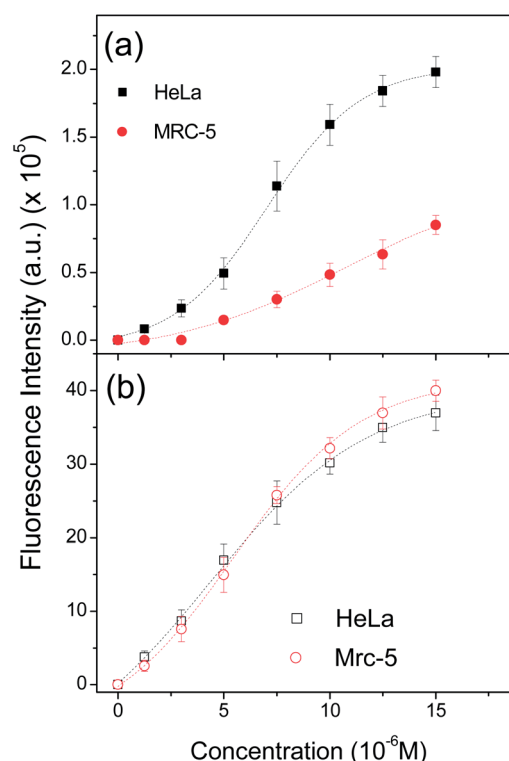 (a)
HeLa
MRC-5
2.0
1.5
1.0
0.5
0.0
Fluorescence Intensity (a.u.) (x 10⁵)
(b)
40
30
20
10
0
HeLa
Mrc-5
0 5 10 15
Concentration (10⁻⁶M)